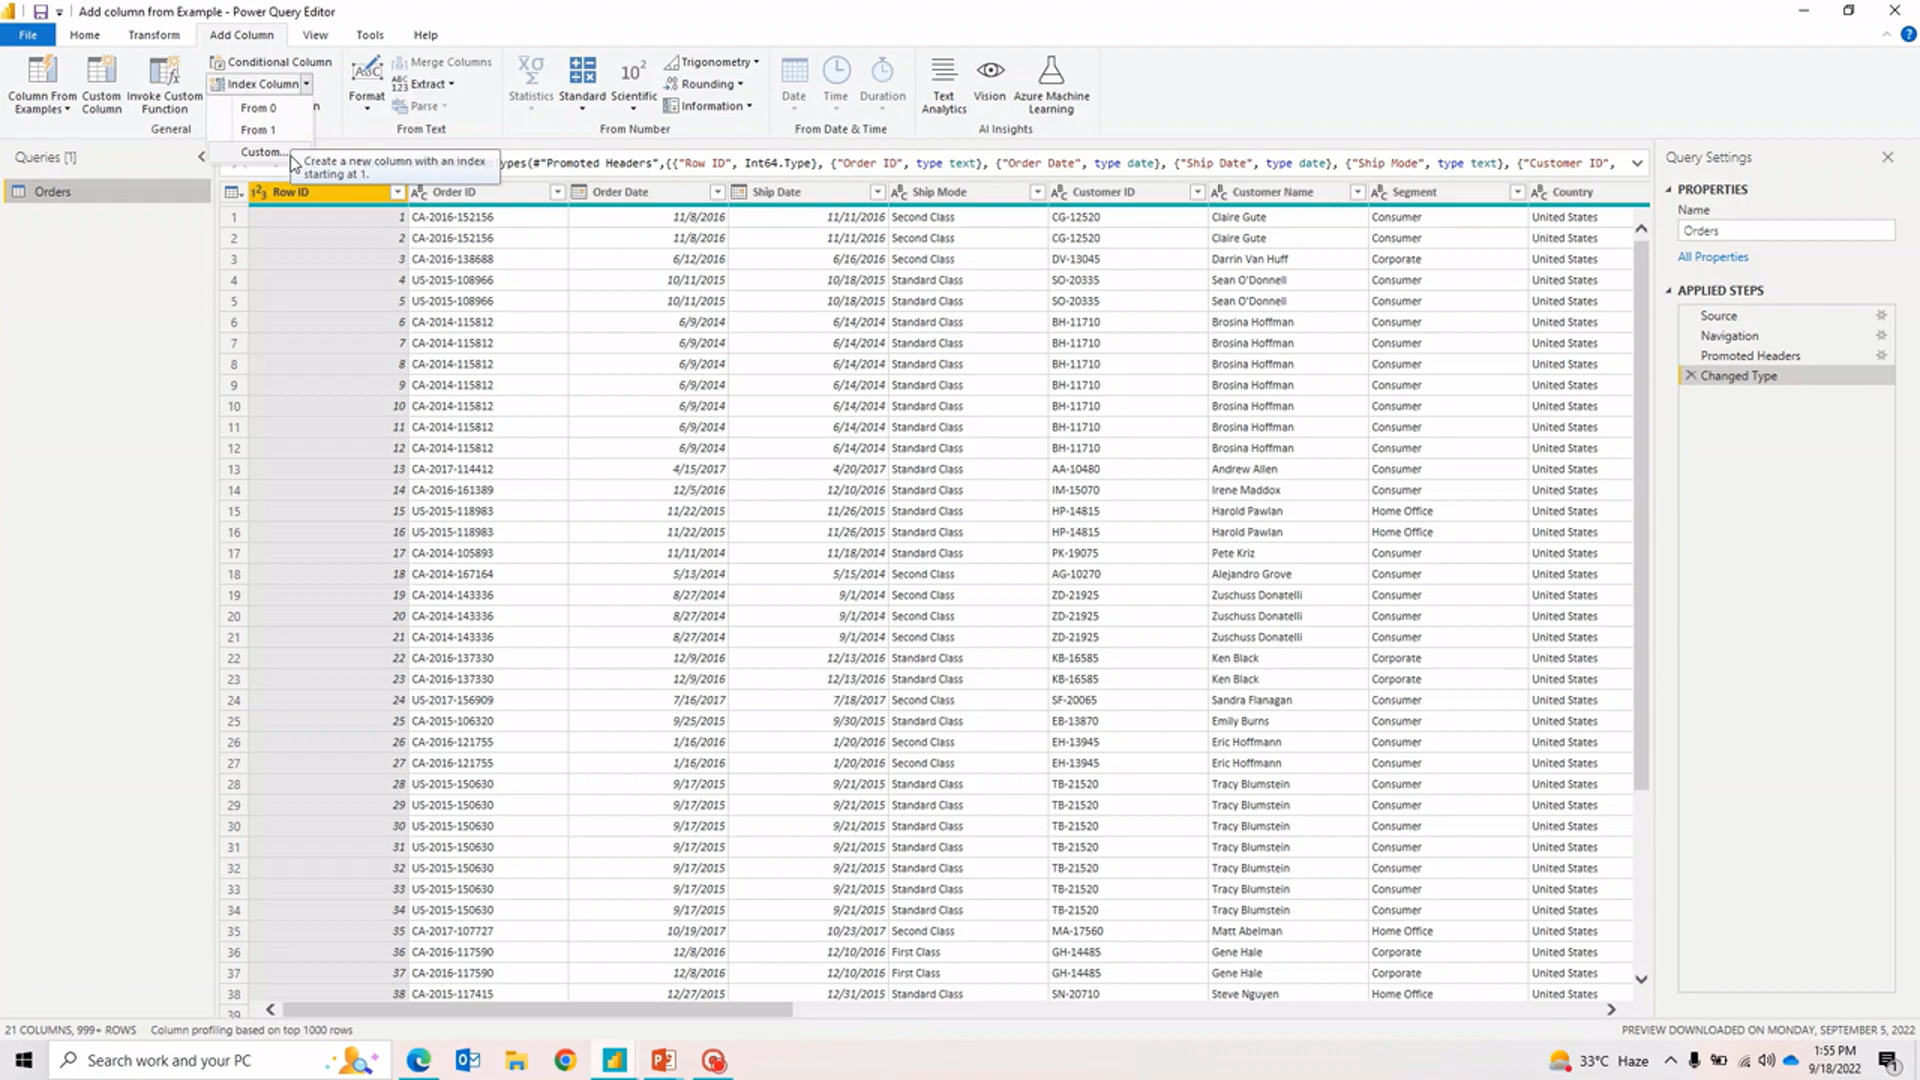 Add column from Example - Power Query Editor
File Home Transform Add Column View Tools Help
Column From Examples
Custom Column
Invoke Custom Function
Conditional Column
Index Column
From 0
From 1
Custom...
General
Format
Merge Columns
ABC 123 Extract
Parse
From Text
Statistics
Standard
10² Scientific
Trigonometry
Rounding
Information
From Number
Date
Time
Duration
From Date & Time
Text Analytics
Vision
Azure Machine Learning
AI Insights
Queries [1]
Orders
Create a new column with an index
starting at 1.
Types(#"Promoted Headers",{{"Row ID", Int64.Type}, {"Order ID", type text}, {"Order Date", type date}, {"Ship Date", type date}, {"Ship Mode", type text}, {"Customer ID",
Row ID Order ID Order Date Ship Date Ship Mode Customer ID Customer Name Segment Country
1 1 CA-2016-152156 11/8/2016 11/11/2016 Second Class CG-12520 Claire Gute Consumer United States
2 2 CA-2016-152156 11/8/2016 11/11/2016 Second Class CG-12520 Claire Gute Consumer United States
3 3 CA-2016-138688 6/12/2016 6/16/2016 Second Class DV-13045 Darrin Van Huff Corporate United States
4 4 US-2015-108966 10/11/2015 10/18/2015 Standard Class SO-20335 Sean O'Donnell Consumer United States
5 5 US-2015-108966 10/11/2015 10/18/2015 Standard Class SO-20335 Sean O'Donnell Consumer United States
6 6 CA-2014-115812 6/9/2014 6/14/2014 Standard Class BH-11710 Brosina Hoffman Consumer United States
7 7 CA-2014-115812 6/9/2014 6/14/2014 Standard Class BH-11710 Brosina Hoffman Consumer United States
8 8 CA-2014-115812 6/9/2014 6/14/2014 Standard Class BH-11710 Brosina Hoffman Consumer United States
9 9 CA-2014-115812 6/9/2014 6/14/2014 Standard Class BH-11710 Brosina Hoffman Consumer United States
10 10 CA-2014-115812 6/9/2014 6/14/2014 Standard Class BH-11710 Brosina Hoffman Consumer United States
11 11 CA-2014-115812 6/9/2014 6/14/2014 Standard Class BH-11710 Brosina Hoffman Consumer United States
12 12 CA-2014-115812 6/9/2014 6/14/2014 Standard Class BH-11710 Brosina Hoffman Consumer United States
13 13 CA-2017-114412 4/15/2017 4/20/2017 Standard Class AA-10480 Andrew Allen Consumer United States
14 14 CA-2016-161389 12/5/2016 12/10/2016 Standard Class IM-15070 Irene Maddox Consumer United States
15 15 US-2015-118983 11/22/2015 11/26/2015 Standard Class HP-14815 Harold Pawlan Home Office United States
16 16 US-2015-118983 11/22/2015 11/26/2015 Standard Class HP-14815 Harold Pawlan Home Office United States
17 17 CA-2014-105893 11/11/2014 11/18/2014 Standard Class PK-19075 Pete Kriz Consumer United States
18 18 CA-2014-167164 5/13/2014 5/15/2014 Second Class AG-10270 Alejandro Grove Consumer United States
19 19 CA-2014-143336 8/27/2014 9/1/2014 Second Class ZD-21925 Zuschuss Donatelli Consumer United States
20 20 CA-2014-143336 8/27/2014 9/1/2014 Second Class ZD-21925 Zuschuss Donatelli Consumer United States
21 21 CA-2014-143336 8/27/2014 9/1/2014 Second Class ZD-21925 Zuschuss Donatelli Consumer United States
22 22 CA-2016-137330 12/9/2016 12/13/2016 Standard Class KB-16585 Ken Black Corporate United States
23 23 CA-2016-137330 12/9/2016 12/13/2016 Standard Class KB-16585 Ken Black Corporate United States
24 24 US-2017-156909 7/16/2017 7/18/2017 Second Class SF-20065 Sandra Flanagan Consumer United States
25 25 CA-2015-106320 9/25/2015 9/30/2015 Standard Class EB-13870 Emily Burns Consumer United States
26 26 CA-2016-121755 1/16/2016 1/20/2016 Second Class EH-13945 Eric Hoffmann Consumer United States
27 27 CA-2016-121755 1/16/2016 1/20/2016 Second Class EH-13945 Eric Hoffmann Consumer United States
28 28 US-2015-150630 9/17/2015 9/21/2015 Standard Class TB-21520 Tracy Blumstein Consumer United States
29 29 US-2015-150630 9/17/2015 9/21/2015 Standard Class TB-21520 Tracy Blumstein Consumer United States
30 30 US-2015-150630 9/17/2015 9/21/2015 Standard Class TB-21520 Tracy Blumstein Consumer United States
31 31 US-2015-150630 9/17/2015 9/21/2015 Standard Class TB-21520 Tracy Blumstein Consumer United States
32 32 US-2015-150630 9/17/2015 9/21/2015 Standard Class TB-21520 Tracy Blumstein Consumer United States
33 33 US-2015-150630 9/17/2015 9/21/2015 Standard Class TB-21520 Tracy Blumstein Consumer United States
34 34 US-2015-150630 9/17/2015 9/21/2015 Standard Class TB-21520 Tracy Blumstein Consumer United States
35 35 CA-2017-107727 10/19/2017 10/23/2017 Second Class MA-17560 Matt Abelman Home Office United States
36 36 CA-2016-117590 12/8/2016 12/10/2016 First Class GH-14485 Gene Hale Corporate United States
37 37 CA-2016-117590 12/8/2016 12/10/2016 First Class GH-14485 Gene Hale Corporate United States
38 38 CA-2015-117415 12/27/2015 12/31/2015 Standard Class SN-20710 Steve Nguyen Home Office United States
39
Query Settings
PROPERTIES
Name
Orders
All Properties
APPLIED STEPS
Source
Navigation
Promoted Headers
Changed Type
21 COLUMNS, 999+ ROWS Column profiling based on top 1000 rows
PREVIEW DOWNLOADED ON MONDAY, SEPTEMBER 5, 2022
Search work and your PC
33°C Haze
1:55 PM
9/18/2022
1